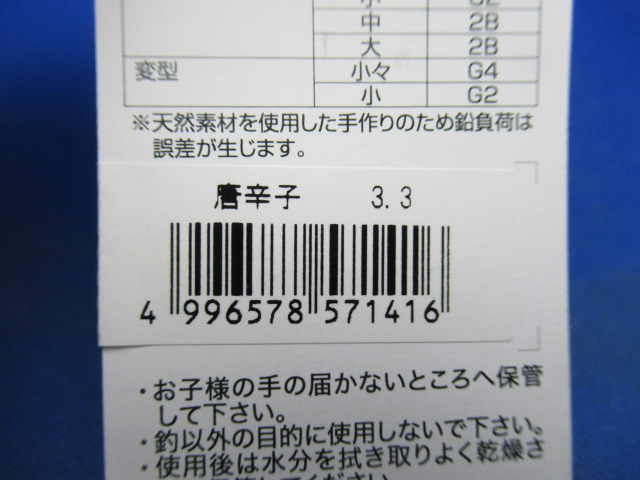 小 G2
中 2B
大 2B
変型 小々 G4
小 G2
※天然素材を使用した手作りのため鉛負荷は
誤差が生じます。
唐辛子 3.3
4 996578 571416
・お子様の手の届かないところへ保管
して下さい。
・釣以外の目的に使用しないで下さい。
・使用後は水分を拭き取りよく乾燥さ